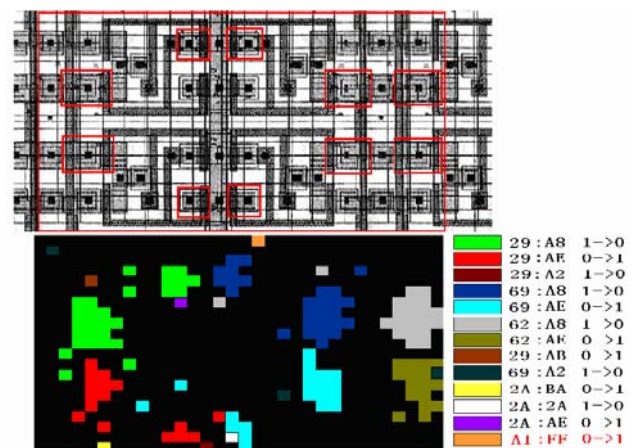 29:A8 1->0
29:AE 0->1
29:A2 1->0
69:A8 1->0
69:AE 0->1
62:A8 1 >0
62:AE 0 >1
29:AB 0>1
69:A2 1->0
2A:BA 0->1
2A:2A 1->0
2A:AE 0 >1
A1:FF 0->1